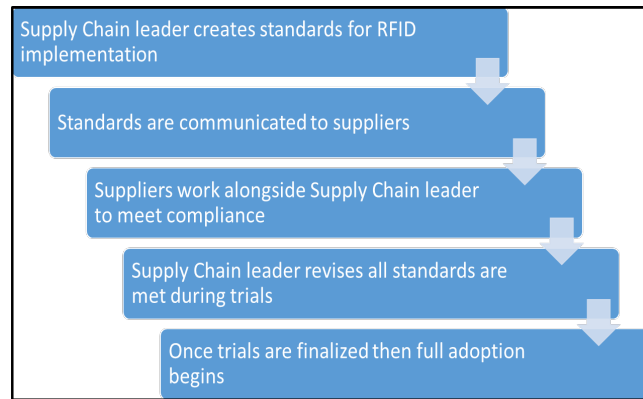 Supply Chain leader creates standards for RFID
implementation
Standards are communicated to suppliers
Suppliers work alongside Supply Chain leader
to meet compliance
Supply Chain leader revises all standards are
met during trials
Once trials are finalized then full adoption
begins